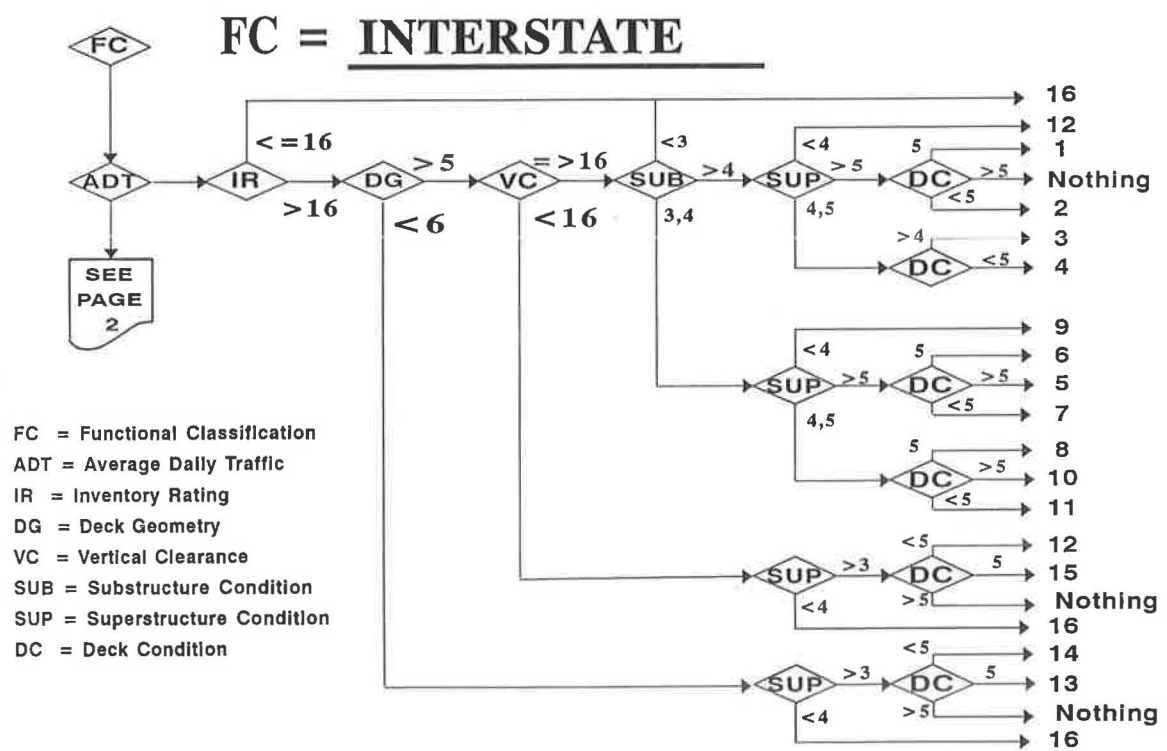 FC = INTERSTATE
FC
16
<=16
<3
12
<4
5
1
ADT
IR
>16
DG
>5
VC
=>16
SUB
>4
SUP
>5
DC
>5
Nothing
<6
<16
3,4
4,5
<5
2
SEE
PAGE
2
>4
3
DC
<5
4
9
<4
5
6
SUP
>5
DC
>5
5
4,5
<5
7
5
8
DC
>5
10
<5
11
FC = Functional Classification
ADT = Average Daily Traffic
IR = Inventory Rating
DG = Deck Geometry
VC = Vertical Clearance
SUB = Substructure Condition
SUP = Superstructure Condition
DC = Deck Condition
<5
12
SUP
>3
DC
5
15
<4
>5
Nothing
16
<5
14
SUP
>3
DC
5
13
<4
>5
Nothing
16